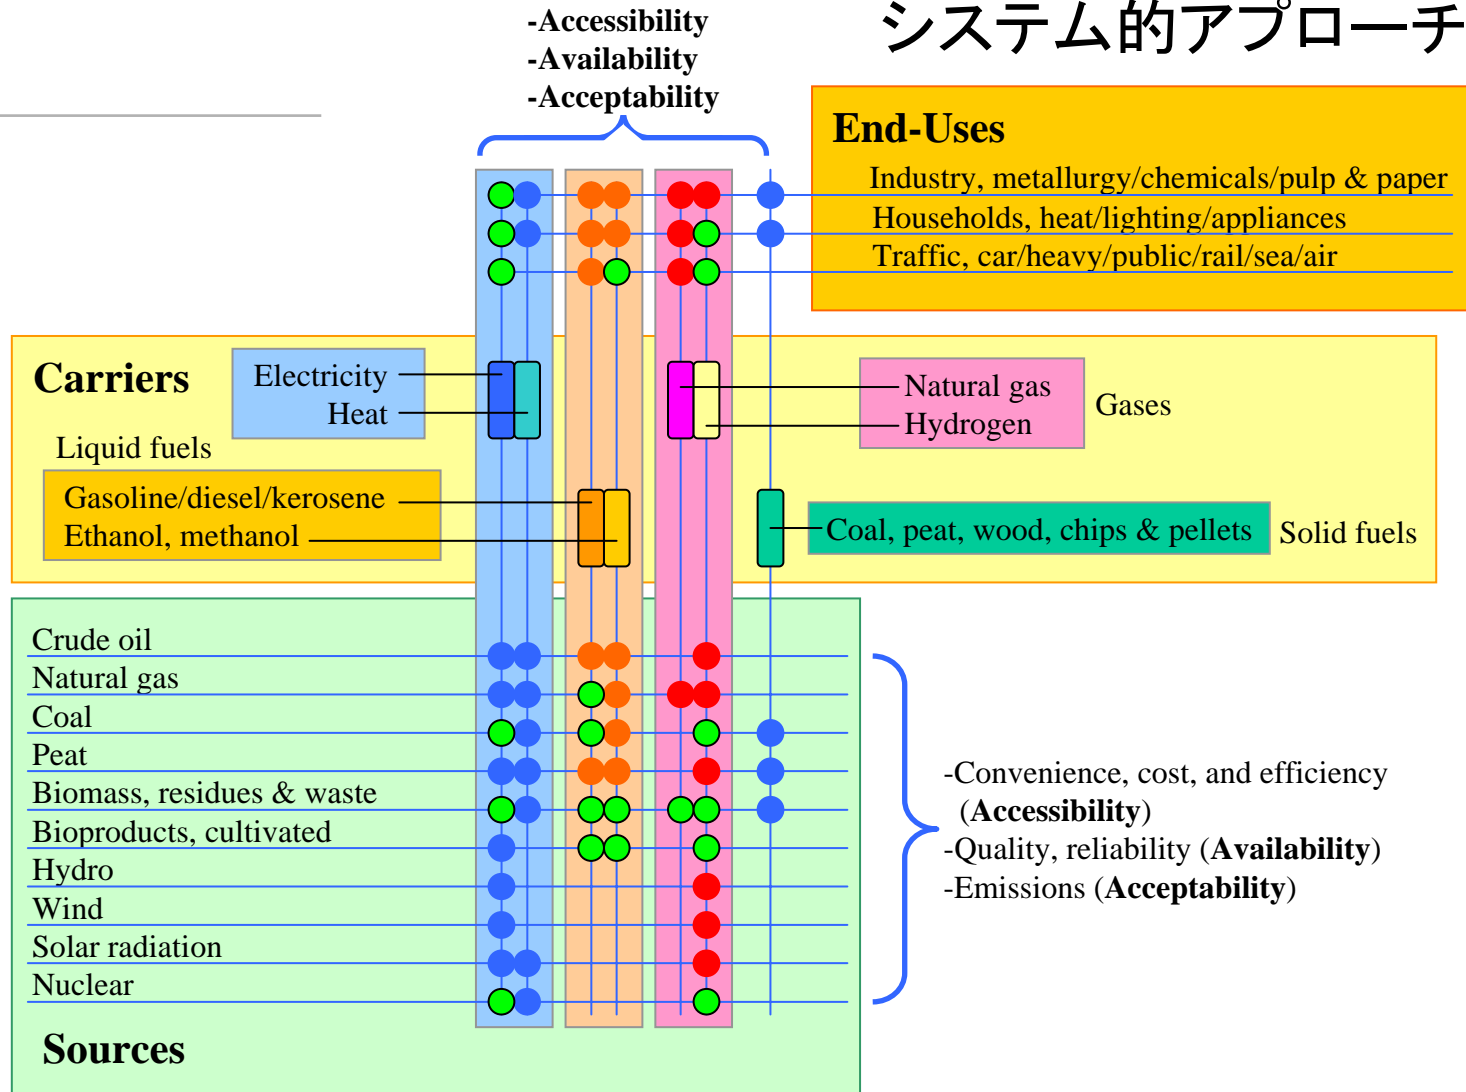 システム的アプローチ
-Accessibility
-Availability
-Acceptability
End-Uses
Industry, metallurgy/chemicals/pulp & paper
Households, heat/lighting/appliances
Traffic, car/heavy/public/rail/sea/air
Carriers
Electricity
Heat
Natural gas
Hydrogen
Gases
Liquid fuels
Gasoline/diesel/kerosene
Ethanol, methanol
Coal, peat, wood, chips & pellets
Solid fuels
Crude oil
Natural gas
Coal
Peat
Biomass, residues & waste
Bioproducts, cultivated
Hydro
Wind
Solar radiation
Nuclear
Sources
-Convenience, cost, and efficiency
(Accessibility)
-Quality, reliability (Availability)
-Emissions (Acceptability)